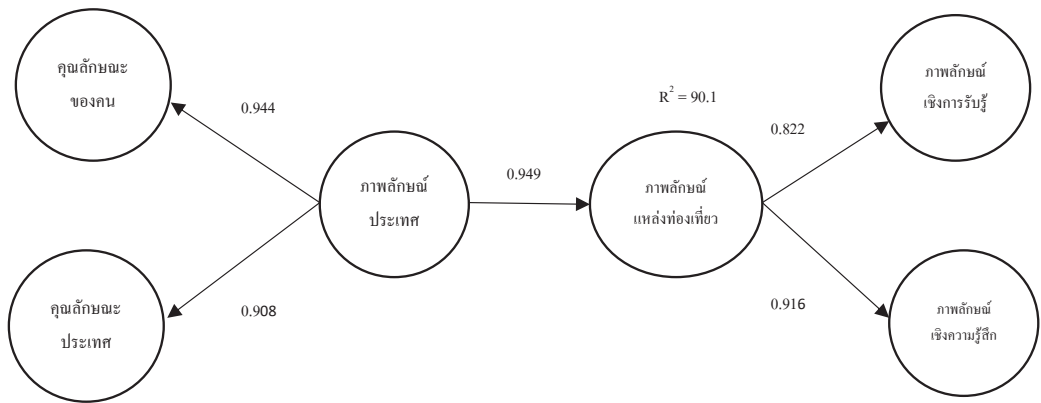 คุณลักษณะ
ของคน
0.944
คุณลักษณะ
ประเทศ
0.908
ภาพลักษณ์
ประเทศ
0.949
R² = 90.1
ภาพลักษณ์
แหล่งท่องเที่ยว
0.822
ภาพลักษณ์
เชิงการรับรู้
0.916
ภาพลักษณ์
เชิงความรู้สึก